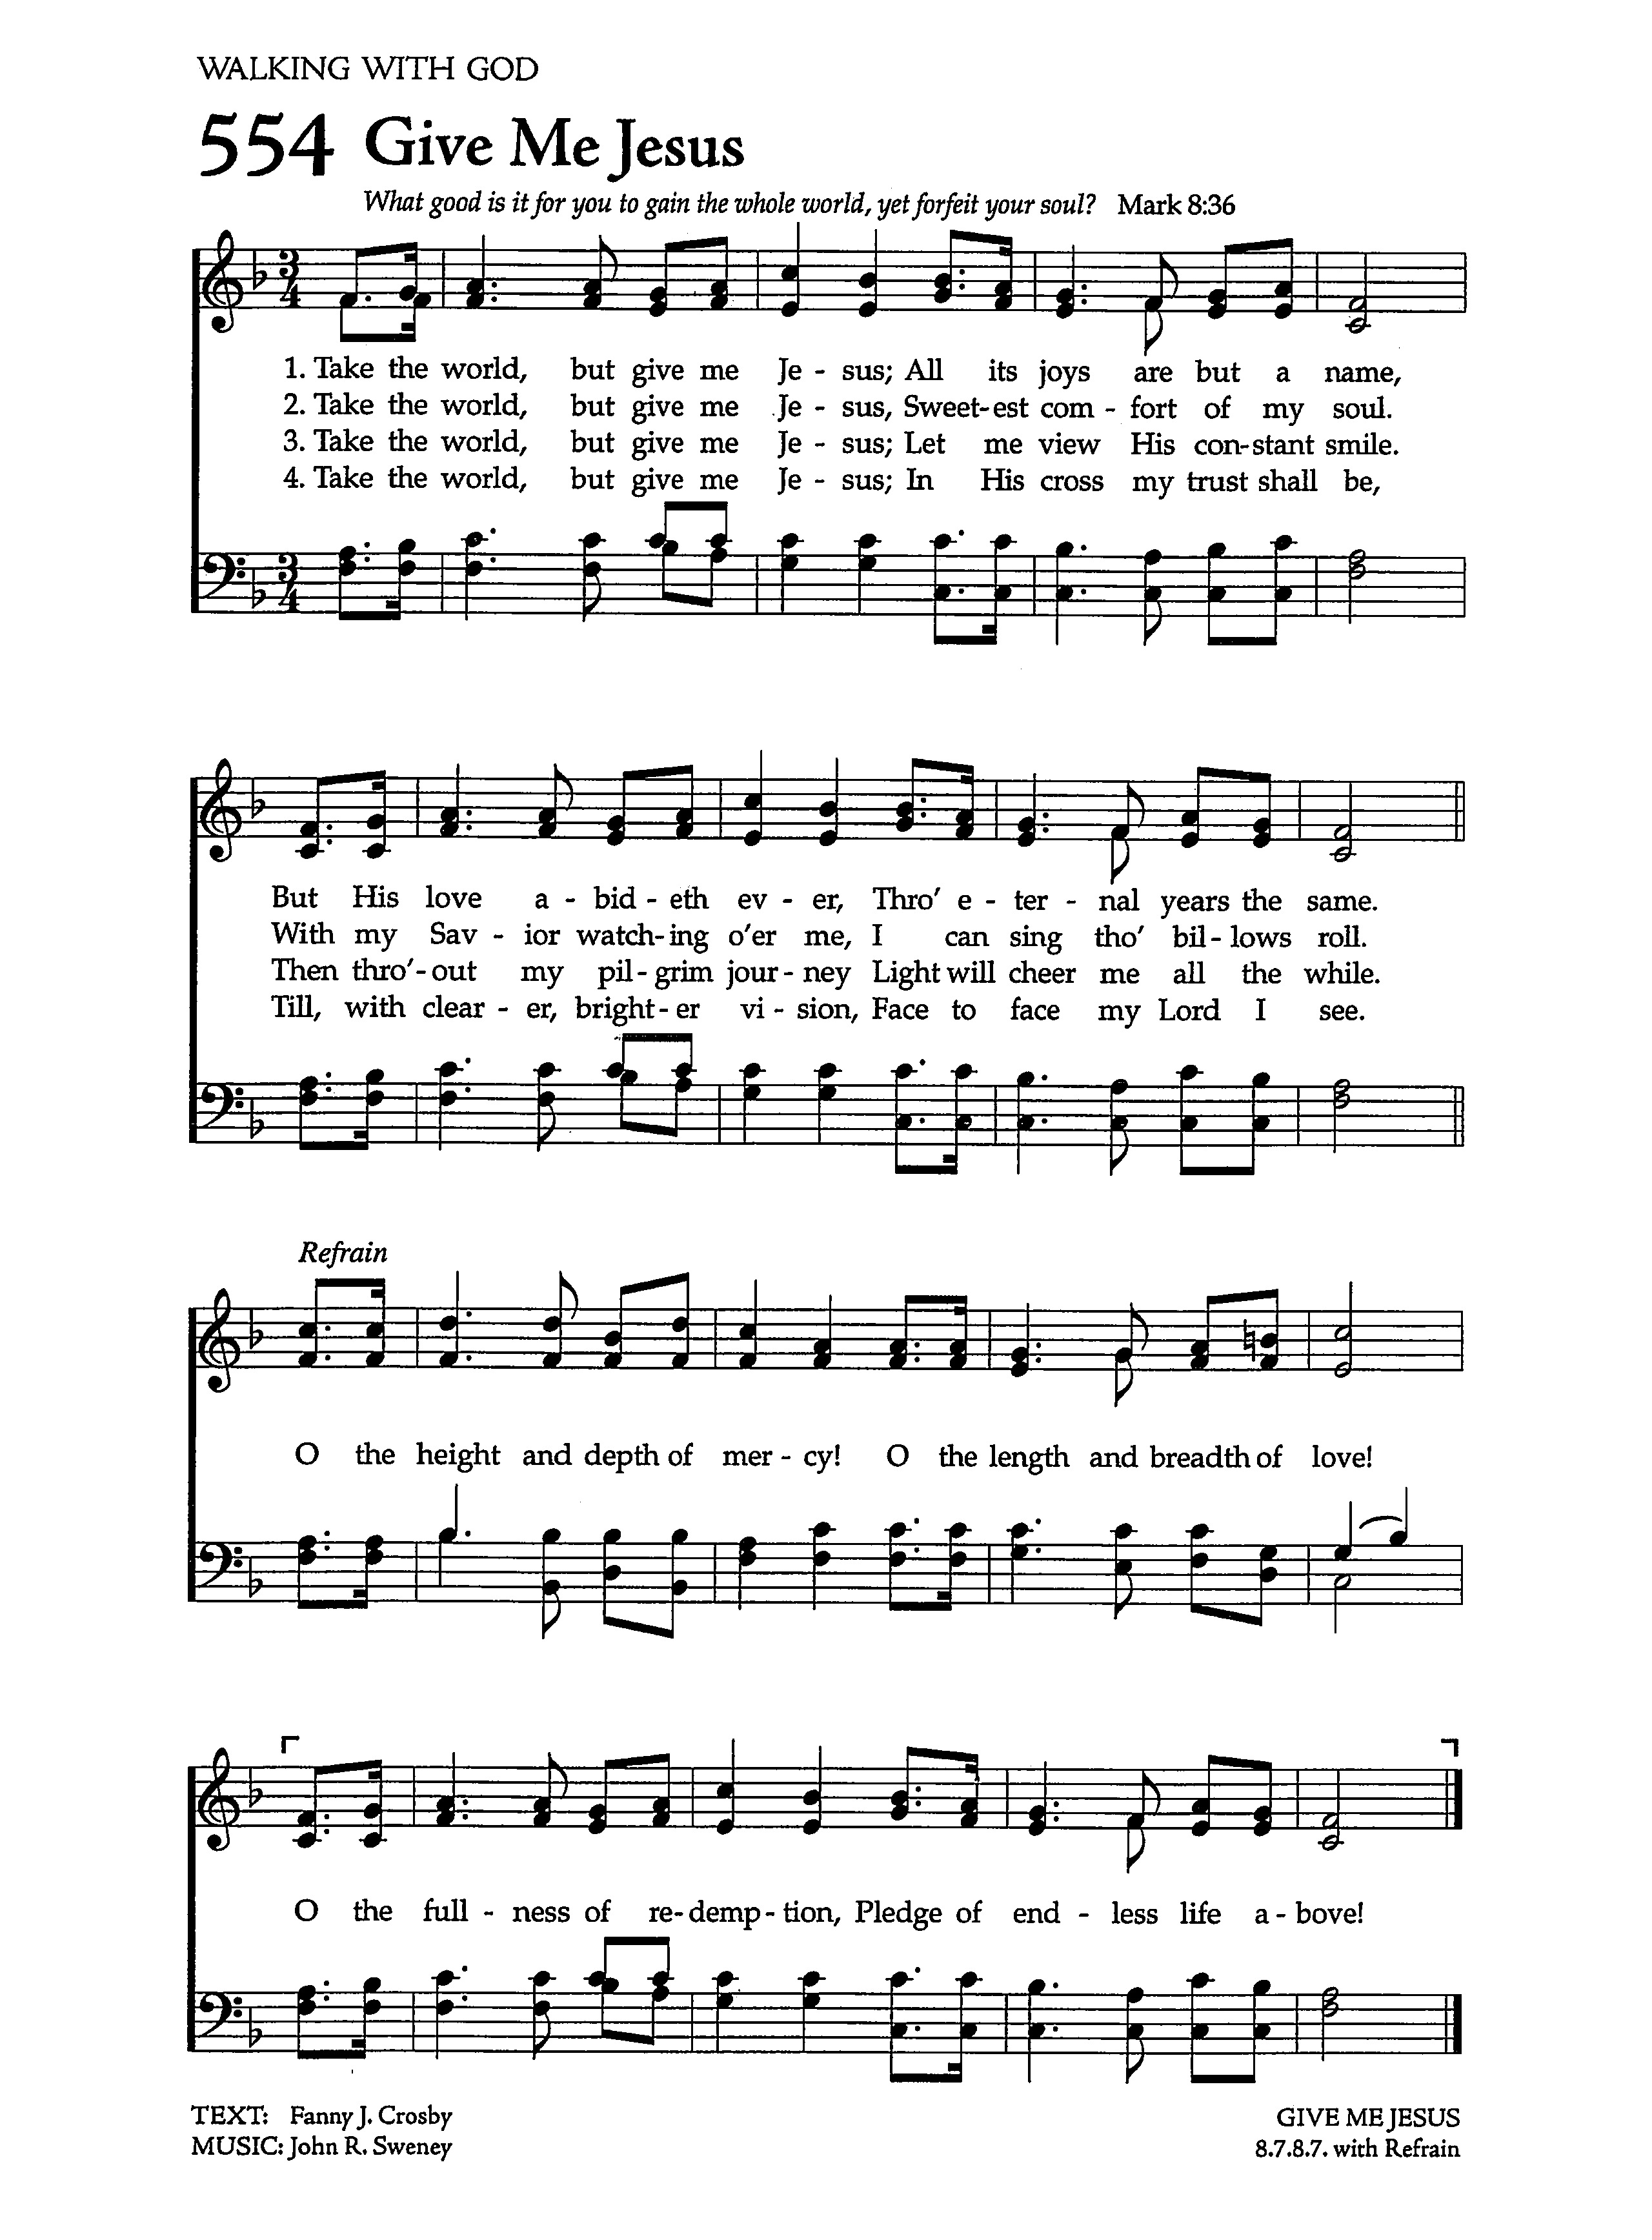 WALKING WITH GOD
554 Give Me Jesus
What good is it for you to gain the whole world, yet forfeit your soul? Mark 8:36
3
4
1. Take the world, but give me Je - sus; All its joys are but a name,
2. Take the world, but give me Je - sus, Sweet-est com - fort of my soul.
3. Take the world, but give me Je - sus; Let me view His con-stant smile.
4. Take the world, but give me Je - sus; In His cross my trust shall be,
3
4
But His love a - bid - eth ev - er, Thro' e - ter - nal years the same.
With my Sav - ior watch-ing o'er me, I can sing tho' bil - lows roll.
Then thro'-out my pil - grim jour - ney Light will cheer me all the while.
Till, with clear - er, bright - er vi - sion, Face to face my Lord I see.
Refrain
O the height and depth of mer - cy! O the length and breadth of love!
O the full - ness of re-demp-tion, Pledge of end - less life a - bove!
TEXT: Fanny J. Crosby
MUSIC: John R. Sweney
GIVE ME JESUS
8.7.8.7. with Refrain